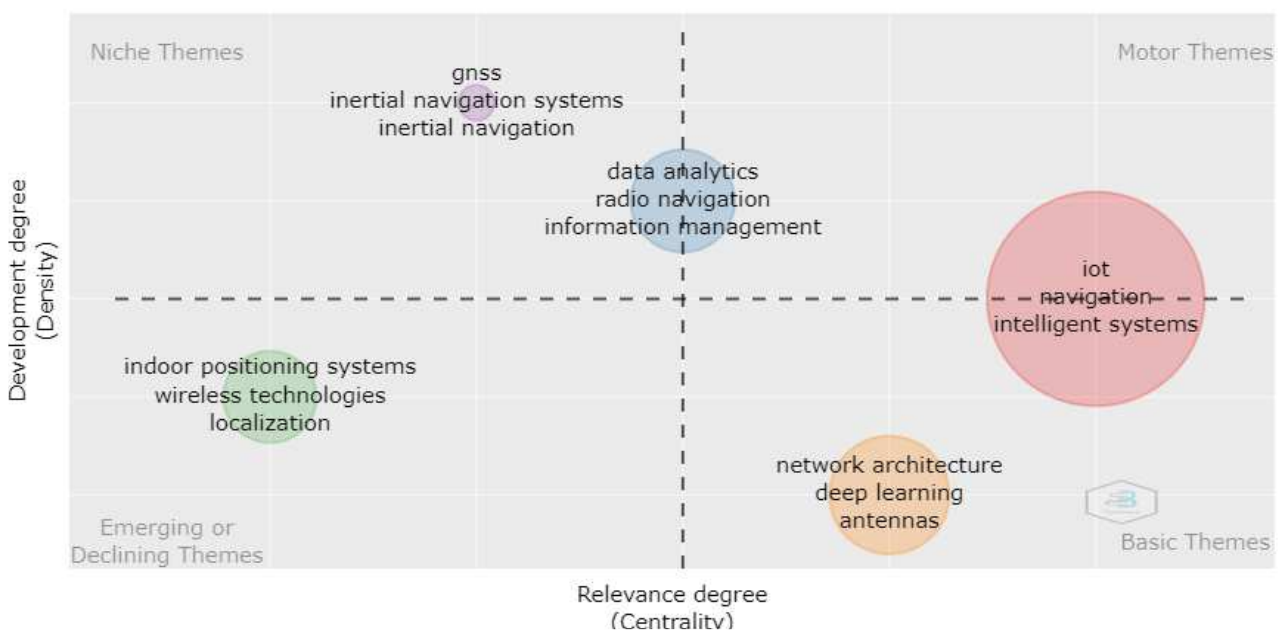 Niche Themes
Motor Themes
gnss
inertial navigation systems
inertial navigation
data analytics
radio navigation
information management
iot
navigation
intelligent systems
Development degree
(Density)
indoor positioning systems
wireless technologies
localization
network architecture
deep learning
antennas
Emerging or
Declining Themes
Basic Themes
Relevance degree
(Centrality)